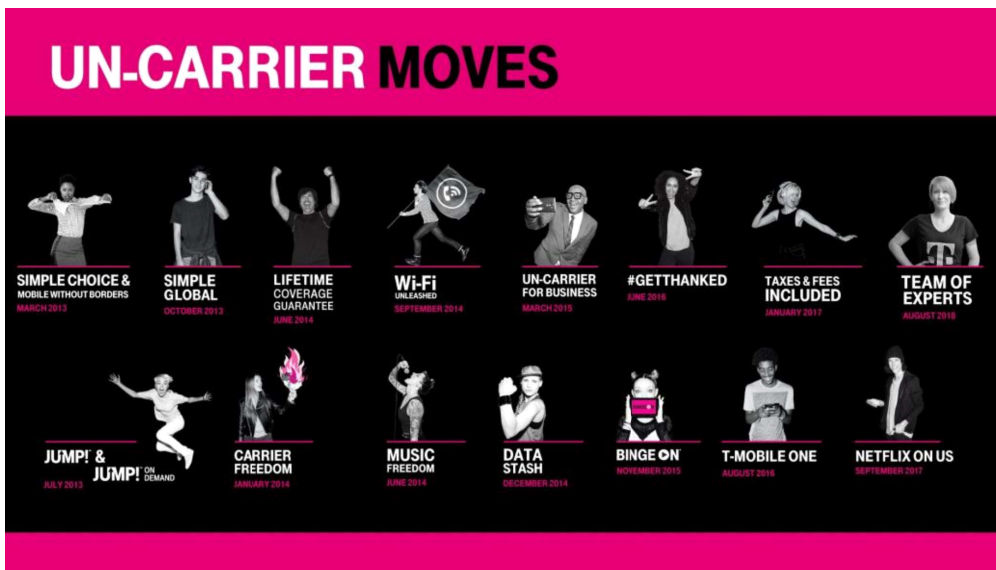 UN-CARRIER MOVES
SIMPLE CHOICE &
MOBILE WITHOUT BORDERS
MARCH 2013
SIMPLE
GLOBAL
OCTOBER 2013
LIFETIME
COVERAGE
GUARANTEE
JUNE 2014
Wi-Fi
UNLEASHED
SEPTEMBER 2014
UN-CARRIER
FOR BUSINESS
MARCH 2015
#GETTHANKED
JUNE 2016
TAXES & FEES
INCLUDED
JANUARY 2017
T
TEAM OF
EXPERTS
AUGUST 2018
JUMP! &
JUMP! ON DEMAND
JULY 2013
CARRIER
FREEDOM
JANUARY 2014
MUSIC
FREEDOM
JUNE 2014
DATA
STASH
DECEMBER 2014
BINGE ON
NOVEMBER 2015
T-MOBILE ONE
AUGUST 2016
NETFLIX ON US
SEPTEMBER 2017